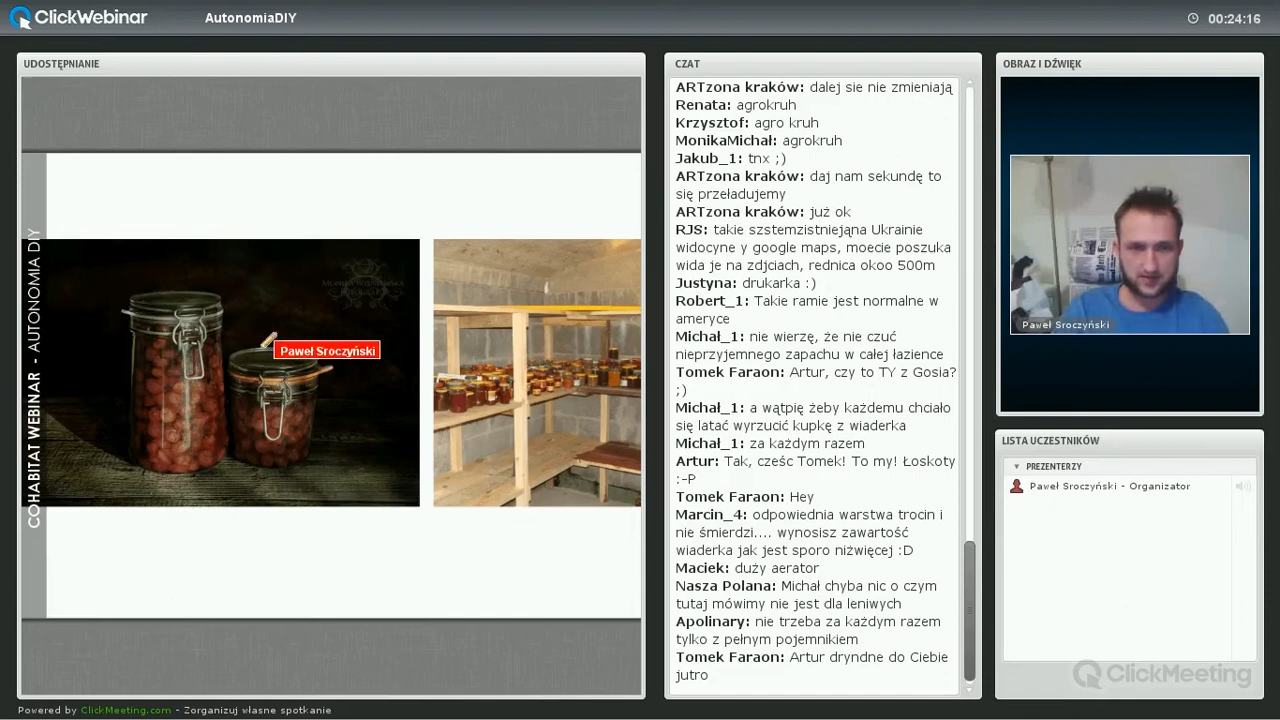 ClickWebinar
AutonomiaDIY
00:24:16
UDOSTĘPNIANIE
COHABITAT WEBINAR - AUTONOMIA DIY
Paweł Sroczyński
CZAT
ARTzona kraków: dalej sie nie zmieniają
Renata: agrokruh
Krzysztof: agro kruh
MonikaMichał: agrokruh
Jakub_1: tnx ;)
ARTzona kraków: daj nam sekundę to
się przeładujemy
ARTzona kraków: już ok
RJS: takie szstemzistniejąna Ukrainie
widocyne y google maps, moecie poszuka
wida je na zdjciach, rednica okoo 500m
Justyna: drukarka :)
Robert_1: Takie ramie jest normalne w
ameryce
Michał_1: nie wierzę, że nie czuć
nieprzyjemnego zapachu w całej łazience
Tomek Faraon: Artur, czy to TY z Gosia?
;)
Michał_1: a wątpię żeby każdemu chciało
się latać wyrzucić kupkę z wiaderka
Michał_1: za każdym razem
Artur: Tak, cześc Tomek! To my! Łoskoty
:-P
Tomek Faraon: Hey
Marcin_4: odpowiednia warstwa trocin i
nie śmierdzi.... wynosisz zawartość
wiaderka jak jest sporo niżwięcej :D
Maciek: duży aerator
Nasza Polana: Michał chyba nic o czym
tutaj mówimy nie jest dla leniwych
Apolinary: nie trzeba za każdym razem
tylko z pełnym pojemnikiem
Tomek Faraon: Artur dryndne do Ciebie
jutro
OBRAZ I DŹWIĘK
Paweł Sroczyński
LISTA UCZESTNIKÓW
PREZENTERZY
Paweł Sroczyński - Organizator
ClickMeeting
Powered by ClickMeeting.com - Zorganizuj własne spotkanie